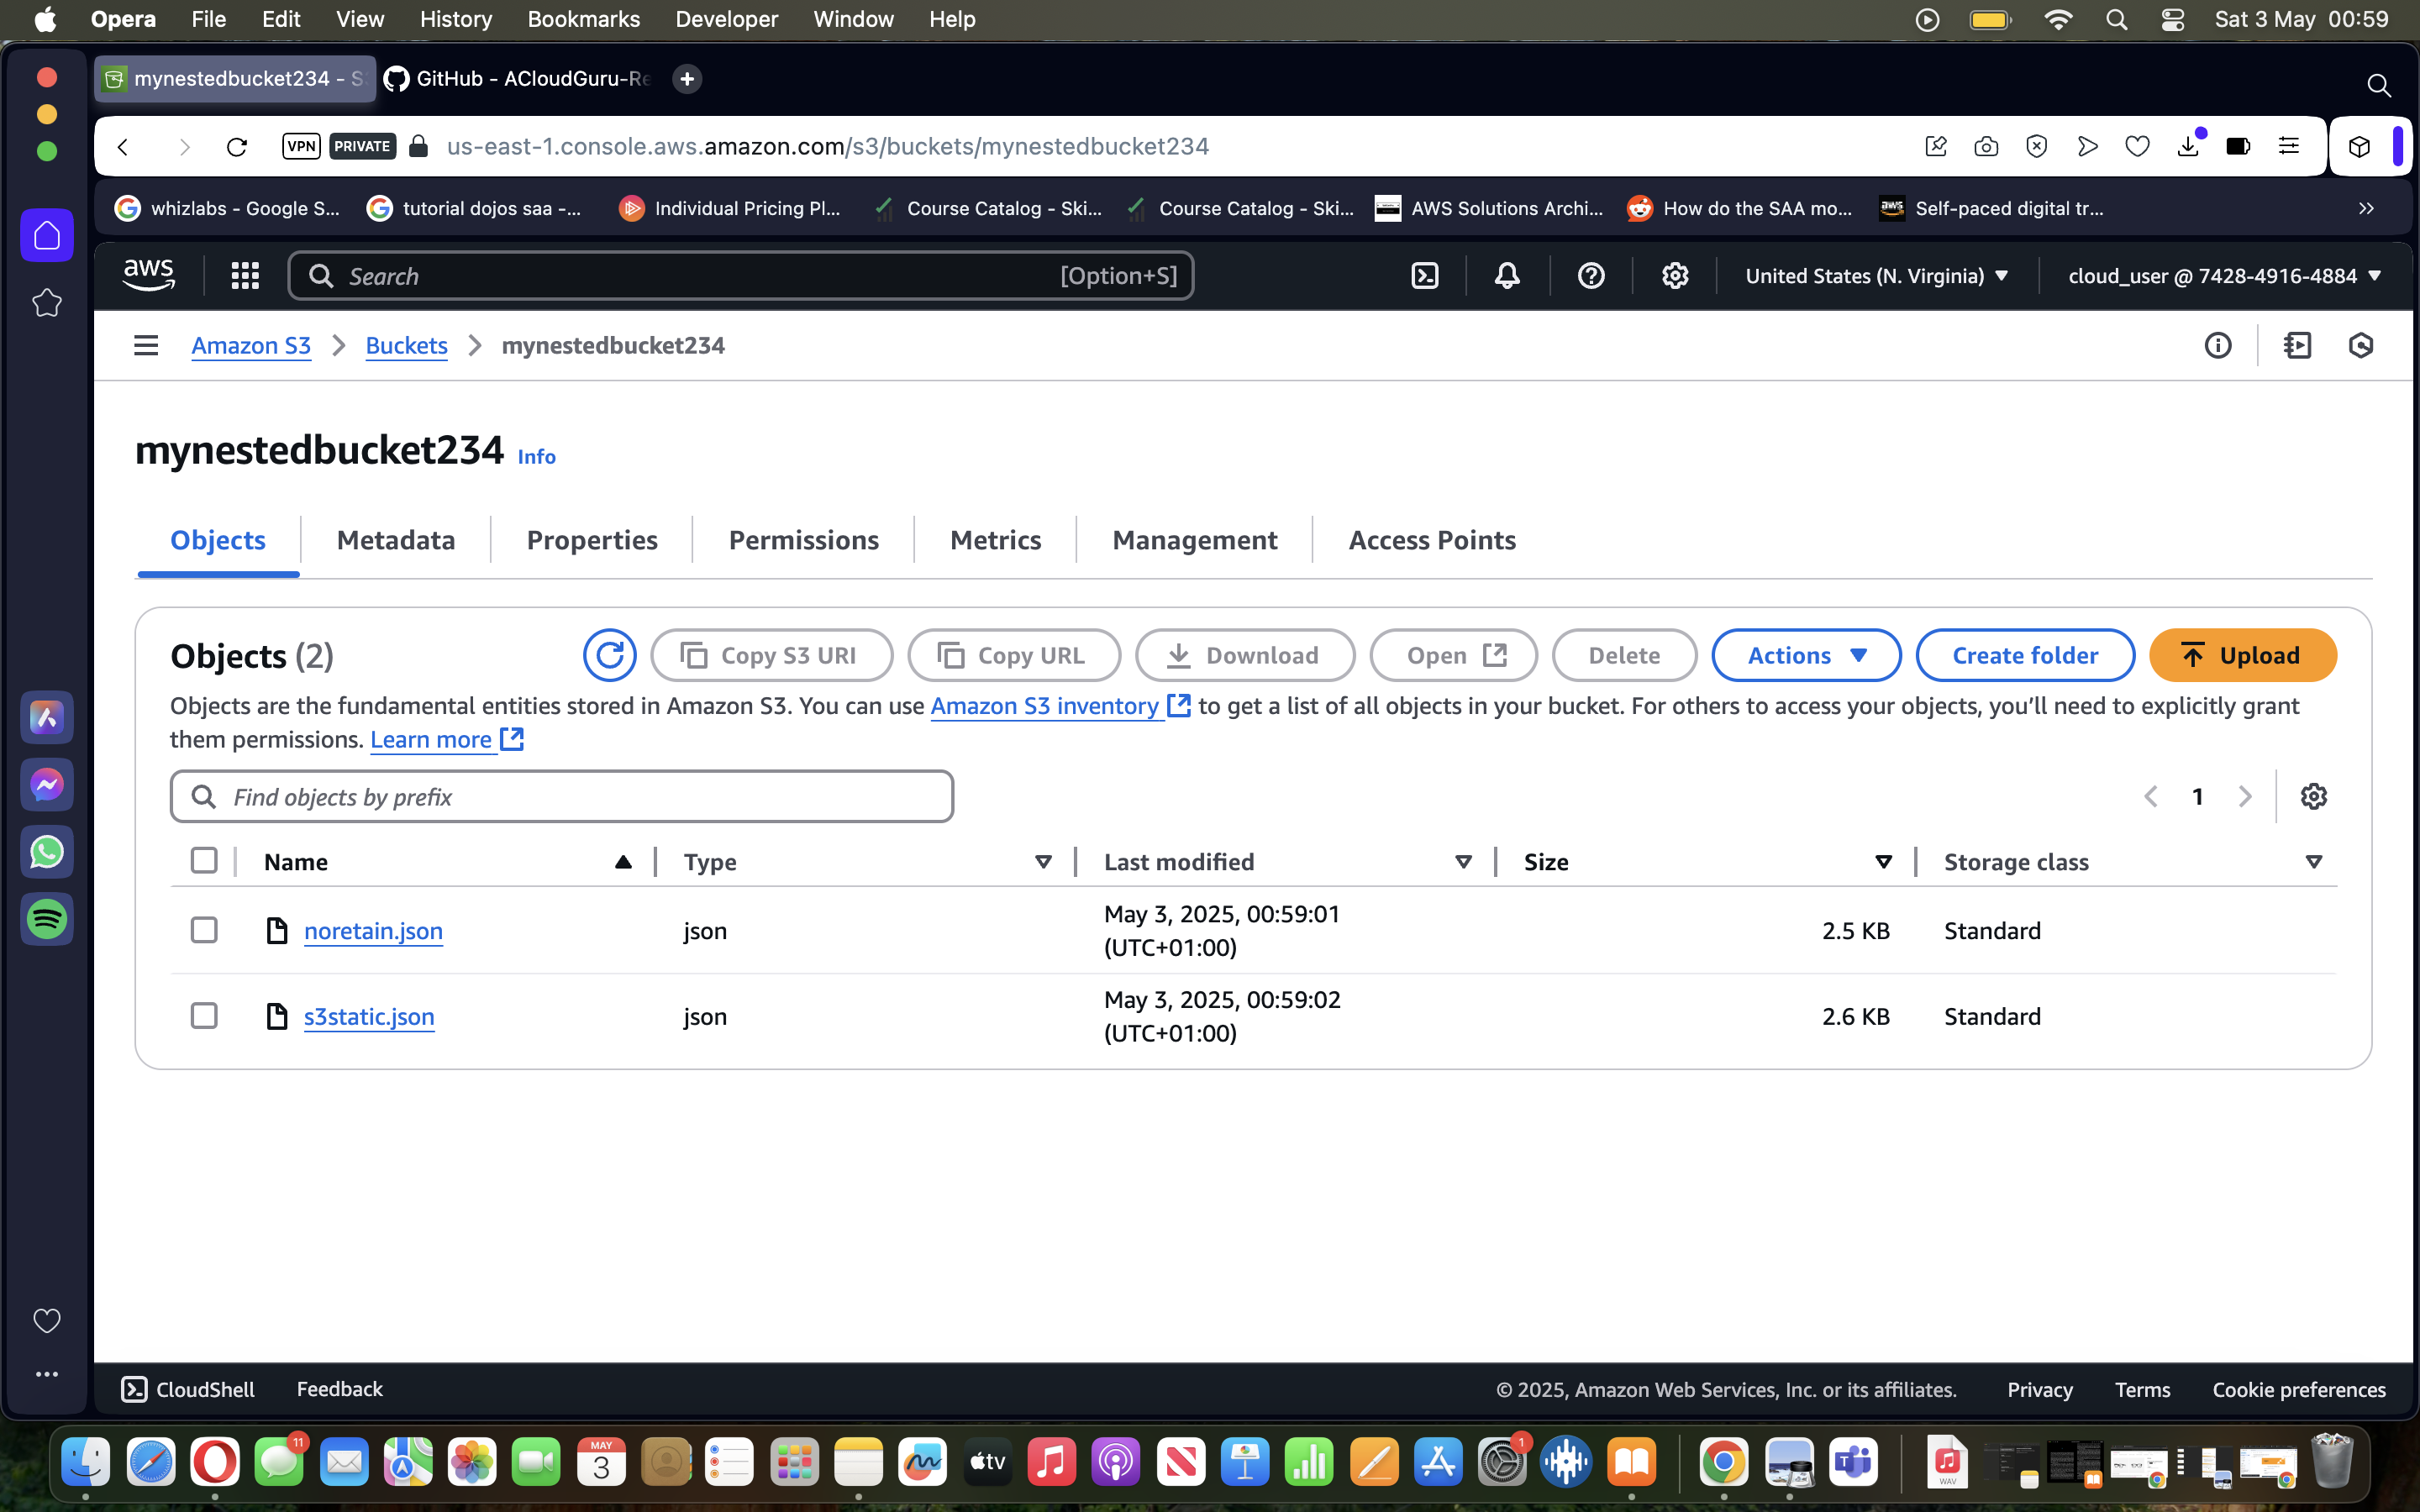 Opera File Edit View History Bookmarks Developer Window Help Sat 3 May 00:59
mynestedbucket234 - S GitHub - ACloudGuru-Re
VPN PRIVATE us-east-1.console.aws.amazon.com/s3/buckets/mynestedbucket234
whizlabs - Google S... tutorial dojos saa -... Individual Pricing Pl... Course Catalog - Ski... Course Catalog - Ski... AWS Solutions Archi... How do the SAA mo... aws Self-paced digital tr...
aws Search [Option+S] United States (N. Virginia) cloud_user @ 7428-4916-4884
Amazon S3 Buckets mynestedbucket234
mynestedbucket234 Info
Objects Metadata Properties Permissions Metrics Management Access Points
Objects (2) Copy S3 URI Copy URL Download Open Delete Actions Create folder Upload
Objects are the fundamental entities stored in Amazon S3. You can use Amazon S3 inventory to get a list of all objects in your bucket. For others to access your objects, you’ll need to explicitly grant
them permissions. Learn more
Find objects by prefix 1
Name Type Last modified Size Storage class
noretain.json json May 3, 2025, 00:59:01 (UTC+01:00) 2.5 KB Standard
s3static.json json May 3, 2025, 00:59:02 (UTC+01:00) 2.6 KB Standard
CloudShell Feedback © 2025, Amazon Web Services, Inc. or its affiliates. Privacy Terms Cookie preferences
11 MAY 3 tv 1 WAV